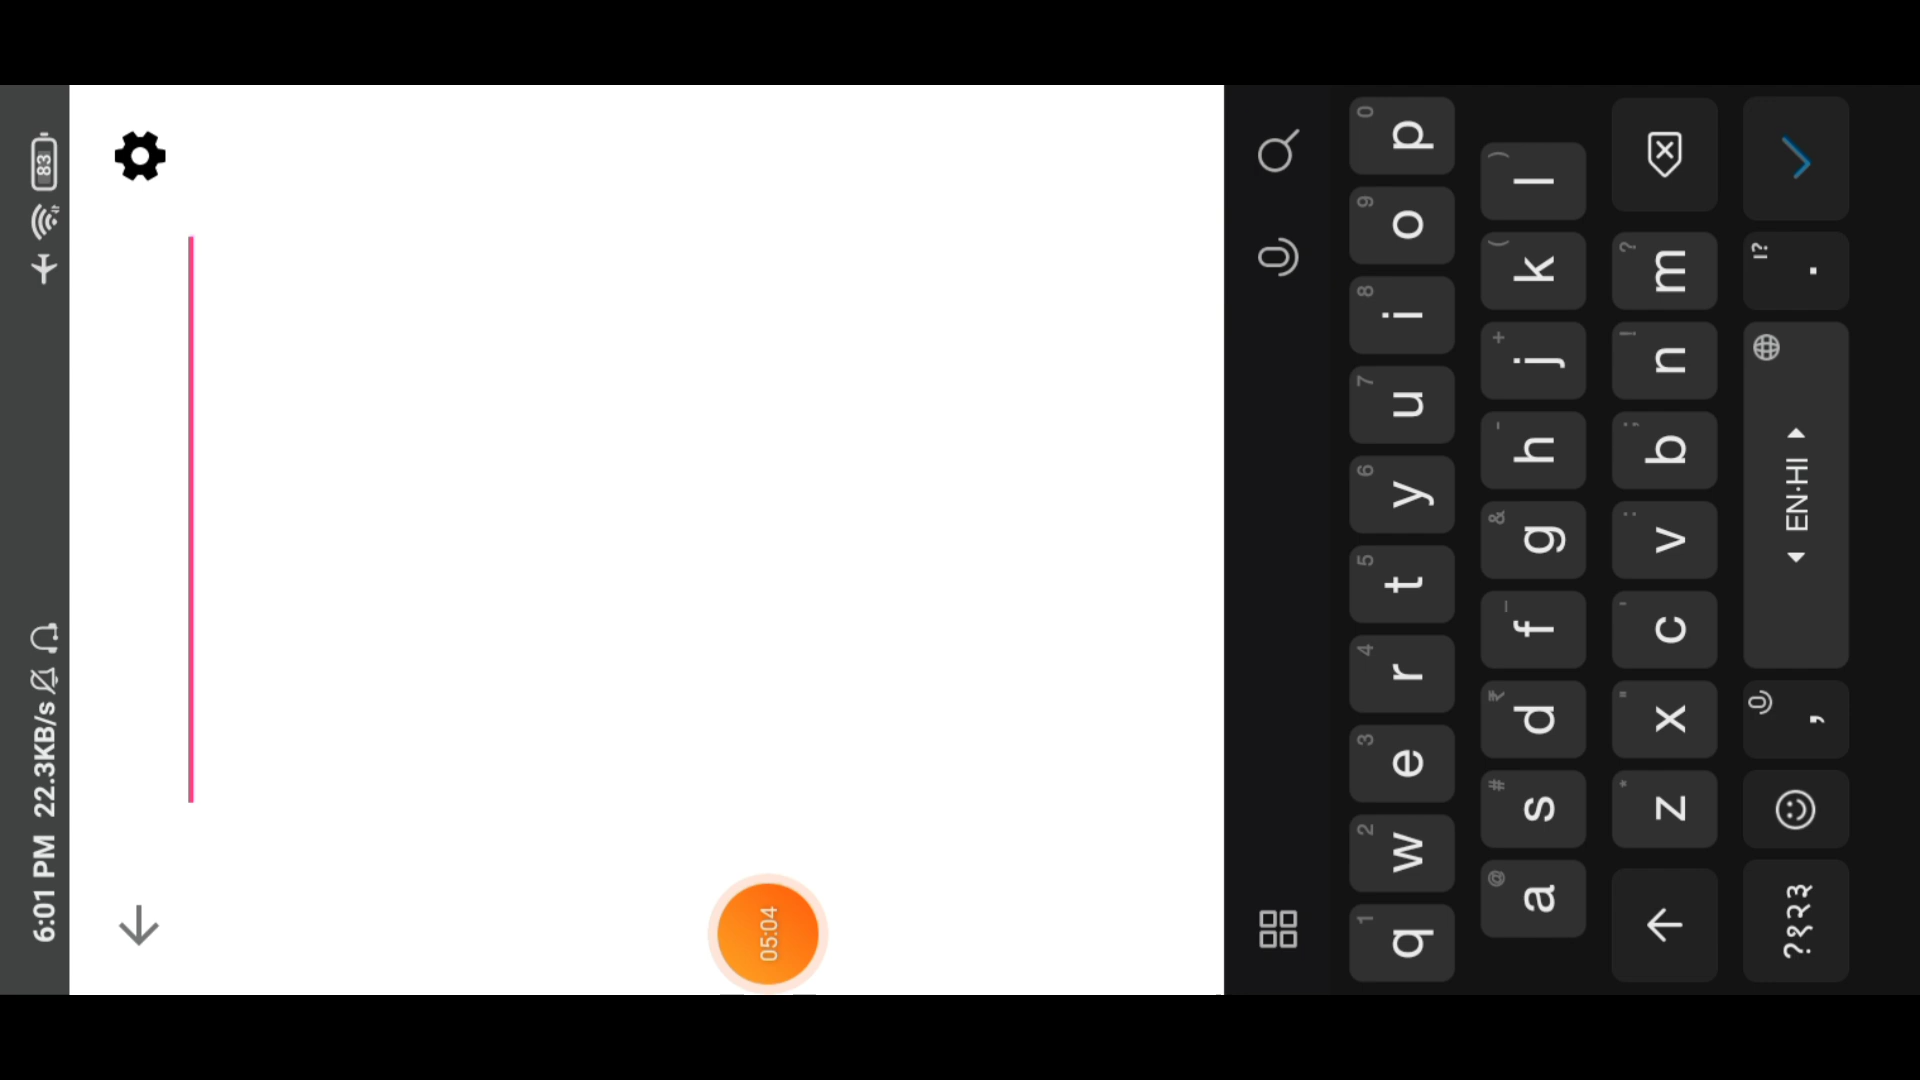 6:01 PM 22.3KB/s 83
05:04
1 2 3 4 5 6 7 8 9 0
q w e r t y u i o p
@ # ₹ _ & - + ( )
a s d f g h j k l
* " ' : ; ! ?
z x c v b n m
!?
?१२३ , EN·HI .